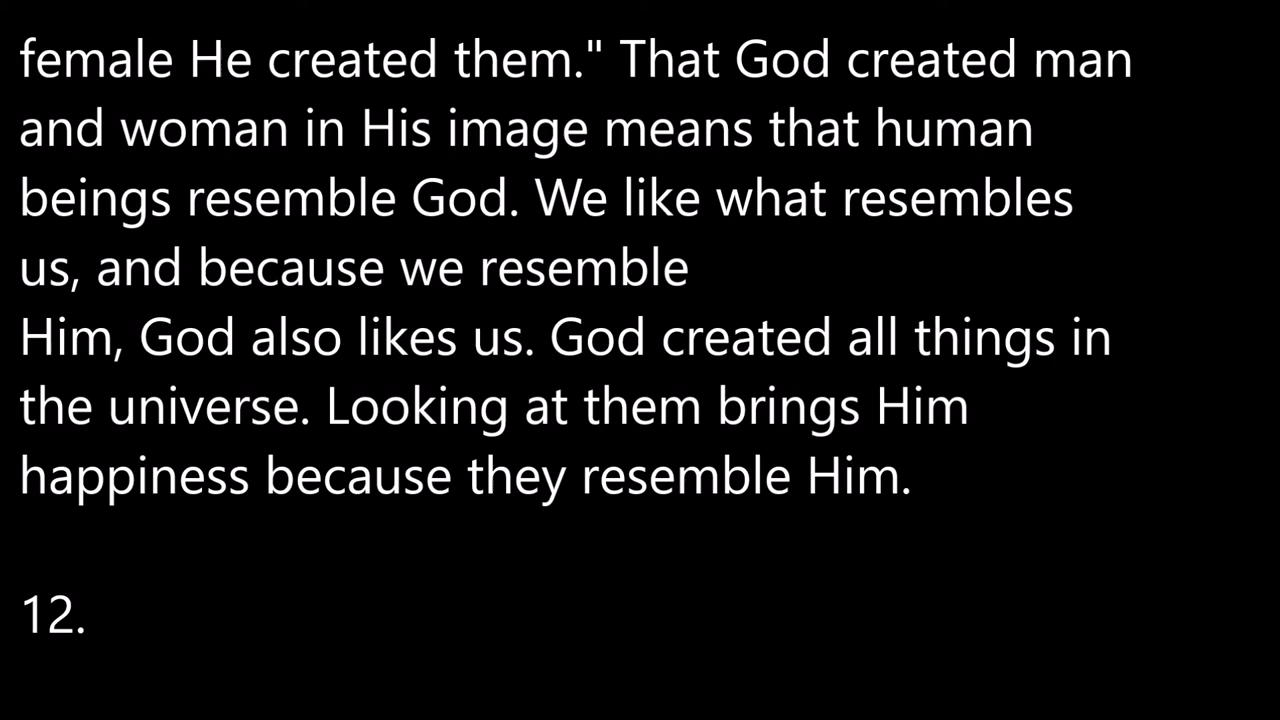 female He created them." That God created man
and woman in His image means that human
beings resemble God. We like what resembles
us, and because we resemble
Him, God also likes us. God created all things in
the universe. Looking at them brings Him
happiness because they resemble Him.
12.